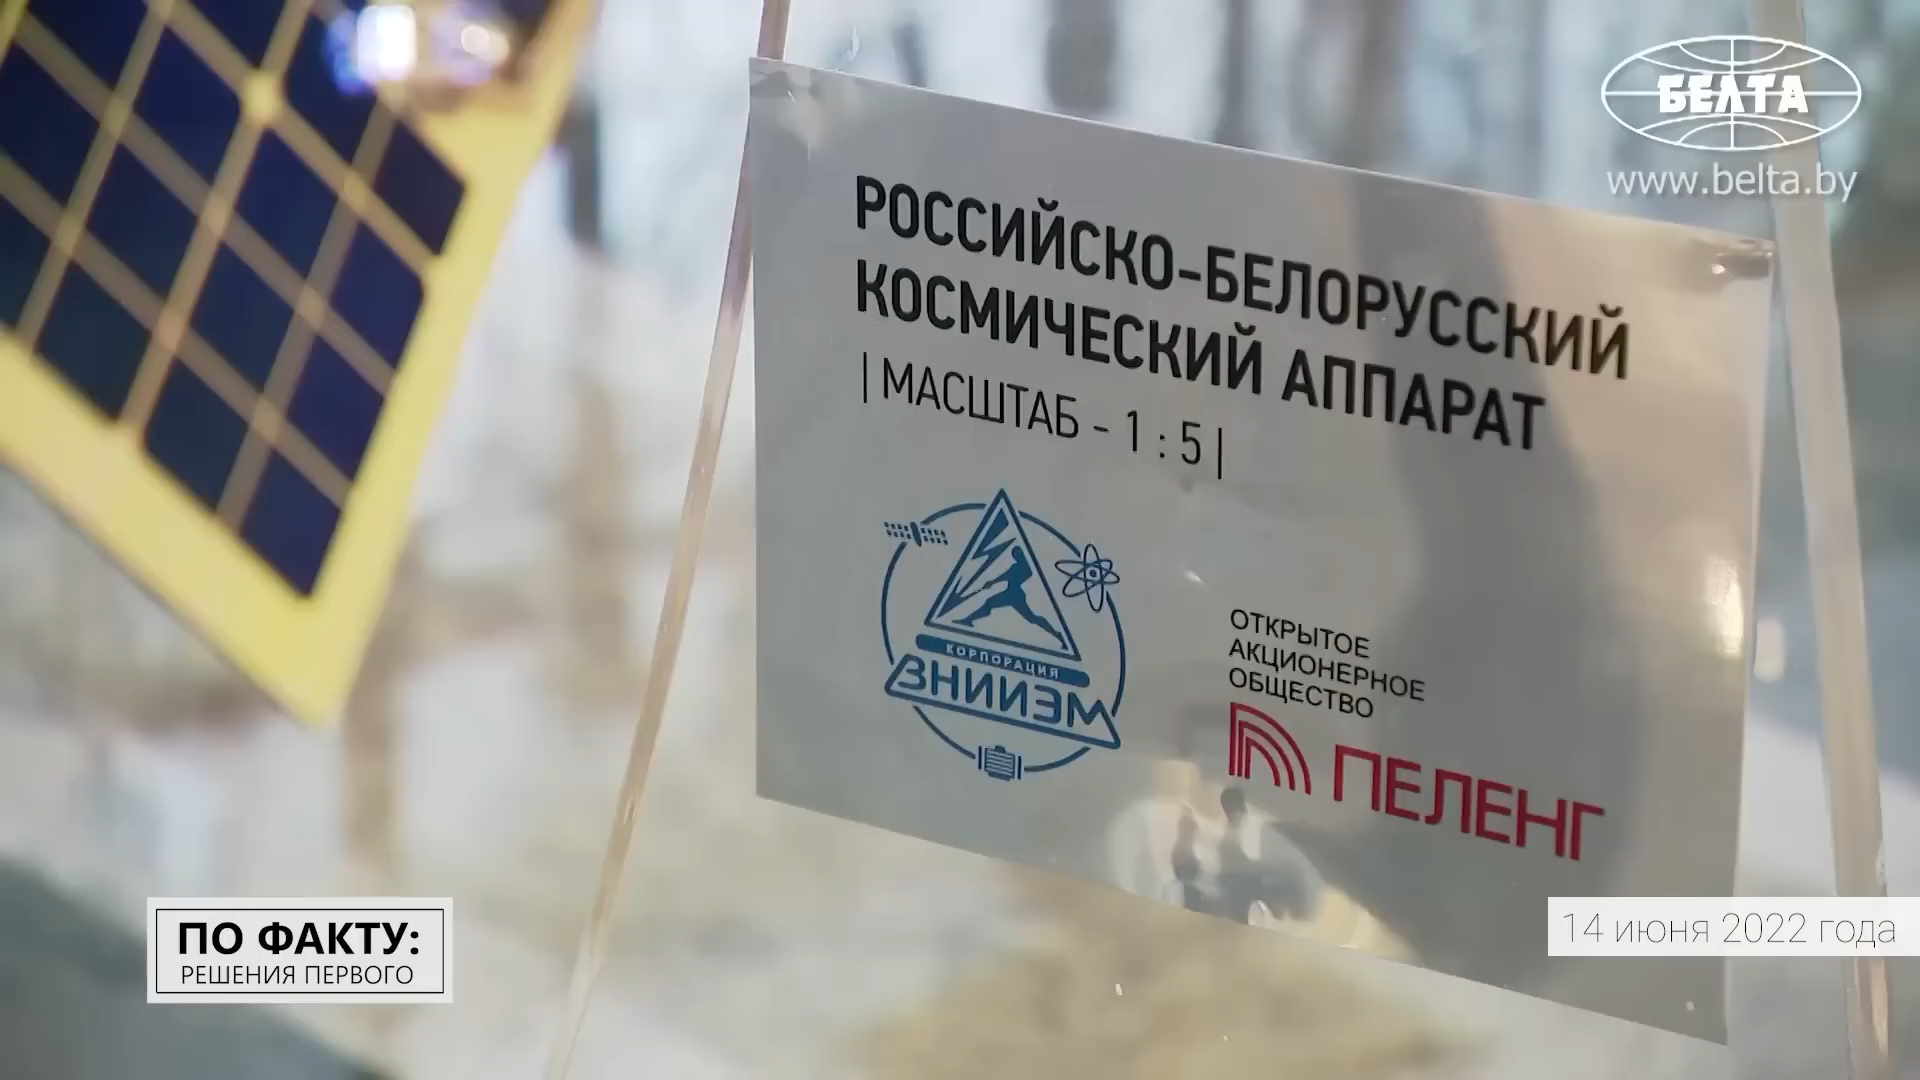 БЕЛТА
www.belta.by
РОССИЙСКО-БЕЛОРУССКИЙ
КОСМИЧЕСКИЙ АППАРАТ
| МАСШТАБ - 1 : 5 |
КОРПОРАЦИЯ
ВНИИЭМ
ОТКРЫТОЕ
АКЦИОНЕРНОЕ
ОБЩЕСТВО
ПЕЛЕНГ
ПО ФАКТУ:
РЕШЕНИЯ ПЕРВОГО
14 июня 2022 года